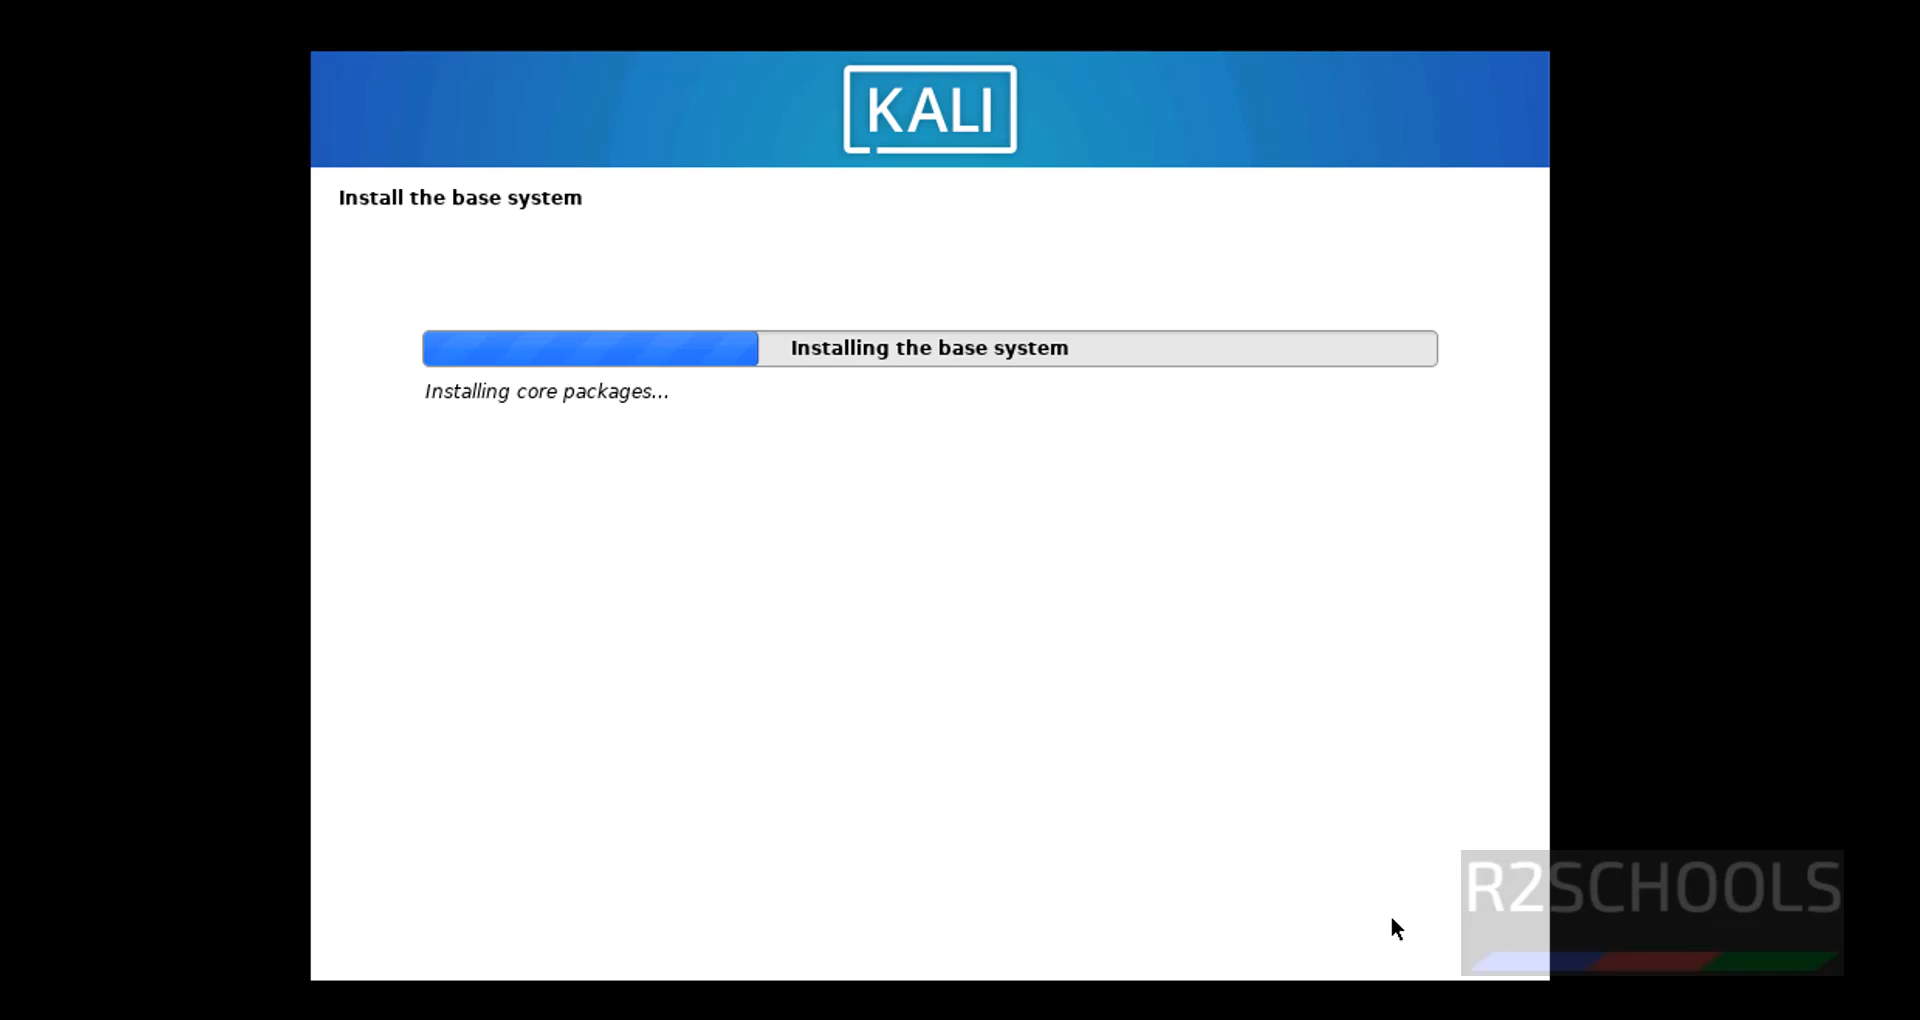 KALI
Install the base system
Installing the base system
Installing core packages...
R2SCHOOLS